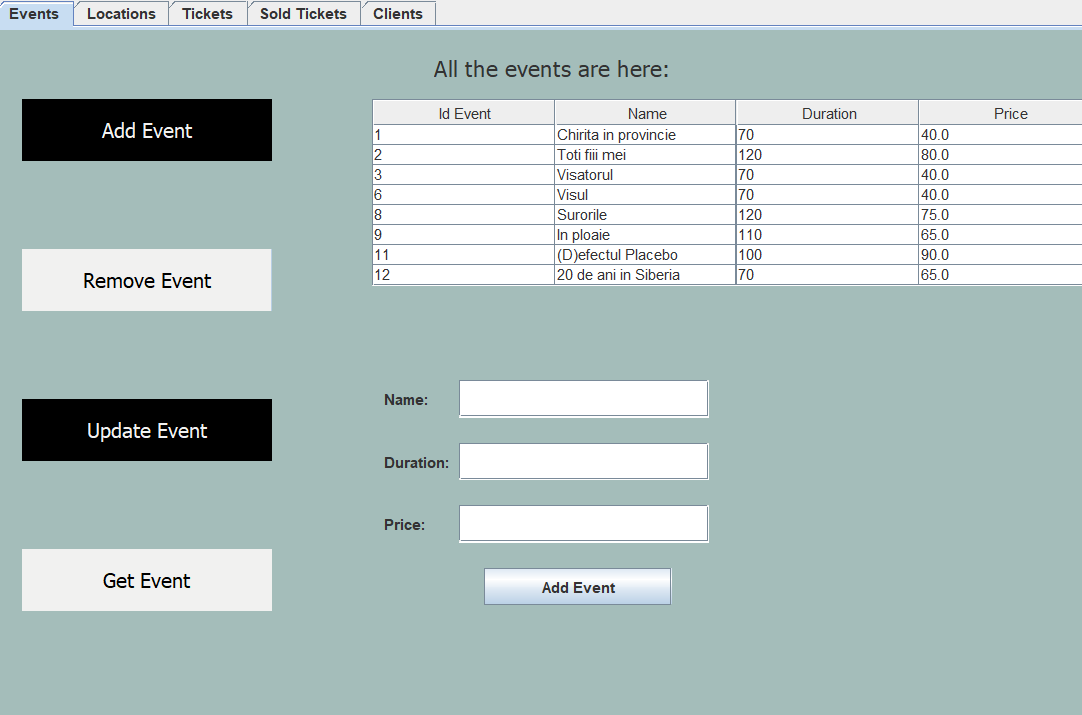 Events Locations Tickets Sold Tickets Clients
All the events are here:
Add Event
Remove Event
Update Event
Get Event
Id Event Name Duration Price
1 Chirita in provincie 70 40.0
2 Toti fiii mei 120 80.0
3 Visatorul 70 40.0
6 Visul 70 40.0
8 Surorile 120 75.0
9 In ploaie 110 65.0
11 (D)efectul Placebo 100 90.0
12 20 de ani in Siberia 70 65.0
Name:
Duration:
Price:
Add Event